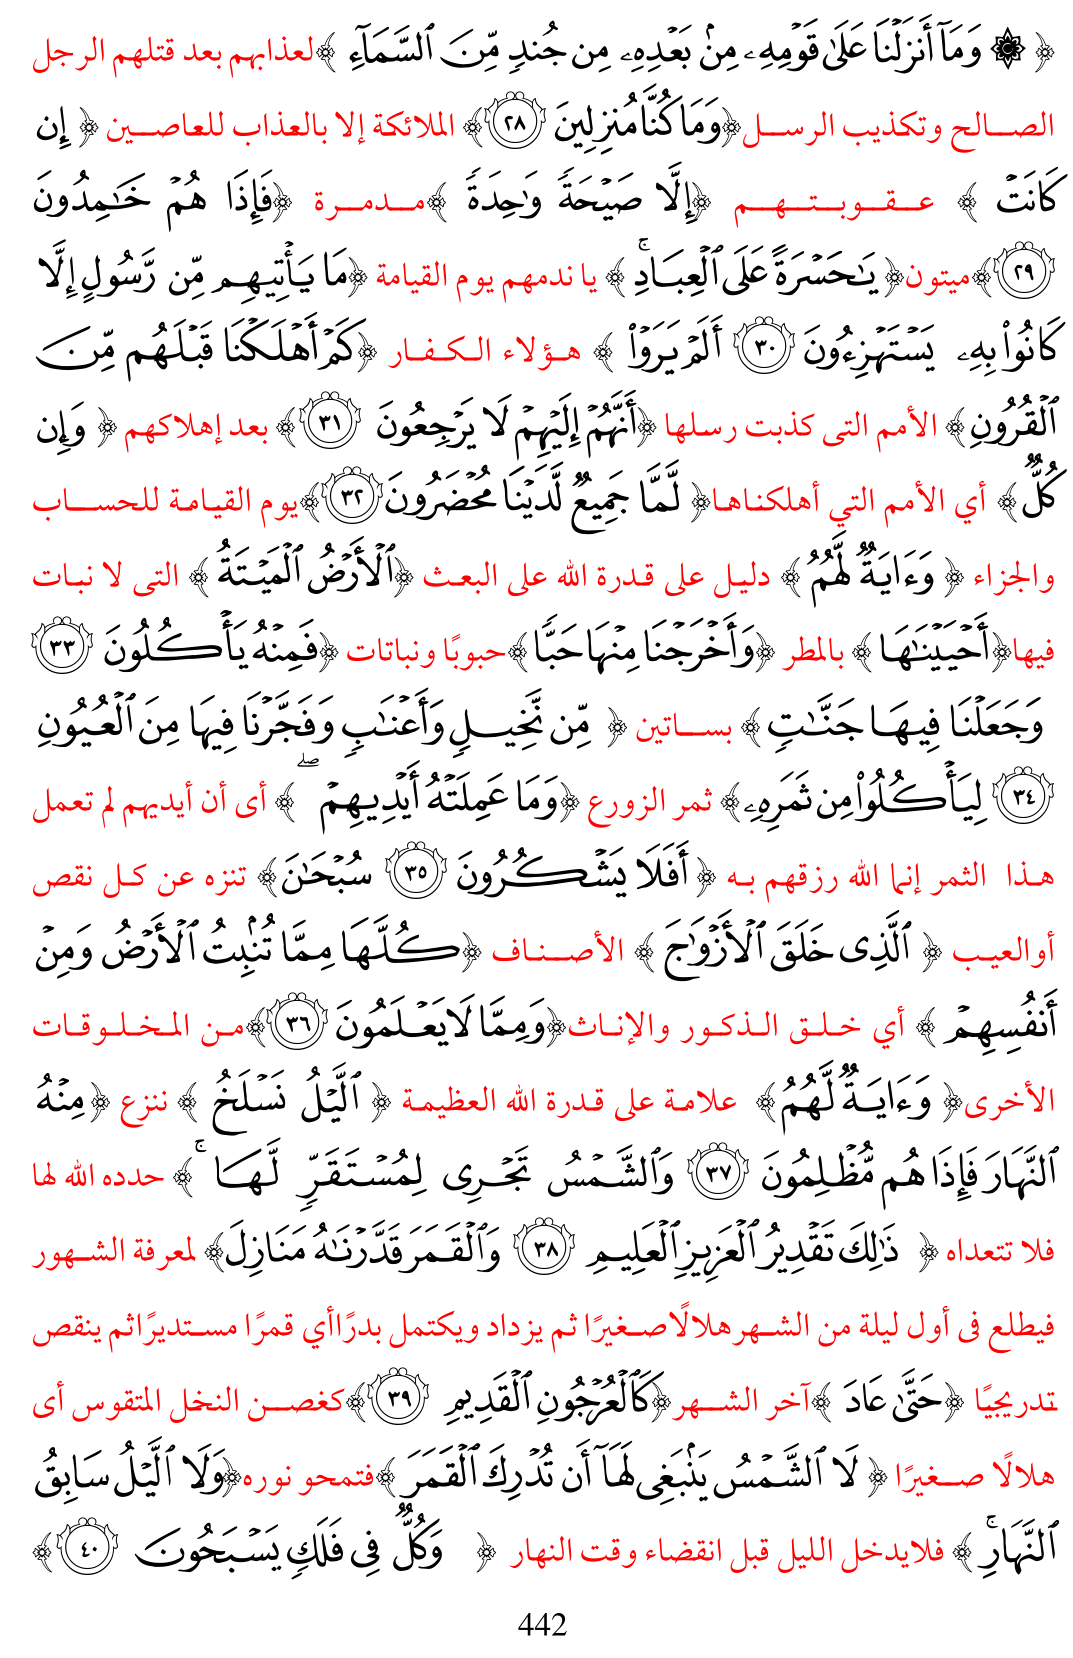 ﴿ ۞ وَمَآ أَنزَلۡنَا عَلَىٰ قَوۡمِهِۦ مِنۢ بَعۡدِهِۦ مِن جُندٖ مِّنَ ٱلسَّمَآءِ ﴾لعذابهم بعد قتلهم الرجل
الصالح وتكذيب الرسل﴿وَمَا كُنَّا مُنزِلِينَ ٢٨﴾ الملائكة إلا بالعذاب للعاصين ﴿ إِن
كَانَتۡ ﴾ عقوبتهم ﴿إِلَّا صَيۡحَةٗ وَٰحِدَةٗ ﴾مدمرة ﴿فَإِذَا هُمۡ خَٰمِدُونَ
٢٩﴾ميتون﴿ يَٰحَسۡرَةً عَلَى ٱلۡعِبَادِۚ ﴾ يا ندمهم يوم القيامة ﴿مَا يَأۡتِيهِم مِّن رَّسُولٍ إِلَّا
كَانُواْ بِهِۦ يَسۡتَهۡزِءُونَ ٣٠ أَلَمۡ يَرَوۡاْ ﴾ هؤلاء الكفار ﴿كَمۡ أَهۡلَكۡنَا قَبۡلَهُم مِّنَ
ٱلۡقُرُونِ﴾ الأمم التى كذبت رسلها ﴿أَنَّهُمۡ إِلَيۡهِمۡ لَا يَرۡجِعُونَ ٣١﴾ بعد إهلاكهم ﴿ وَإِن
كُلّٞ﴾ أي الأمم التي أهلكناها﴿ لَّمَّا جَمِيعٞ لَّدَيۡنَا مُحۡضَرُونَ٣٢﴾يوم القيامة للحساب
والجزاء ﴿ وَءَايَةٞ لَّهُمُ ﴾ دليل على قدرة الله على البعث ﴿ٱلۡأَرۡضُ ٱلۡمَيۡتَةُ ﴾ التى لا نبات
فيها﴿أَحۡيَيۡنَٰهَا ﴾ بالمطر ﴿وَأَخۡرَجۡنَا مِنۡهَا حَبّٗا﴾حبوبًا ونباتات ﴿فَمِنۡهُ يَأۡكُلُونَ ٣٣
وَجَعَلۡنَا فِيهَا جَنَّٰتٖ ﴾ بساتين ﴿ مِّن نَّخِيلٖ وَأَعۡنَٰبٖ وَفَجَّرۡنَا فِيهَا مِنَ ٱلۡعُيُونِ
٣٤ لِيَأۡكُلُواْ مِن ثَمَرِهِۦ﴾ ثمر الزورع ﴿وَمَا عَمِلَتۡهُ أَيۡدِيهِمۡۖ ﴾ أى أن أيديهم لم تعمل
هذا الثمر إنما الله رزقهم به ﴿ أَفَلَا يَشۡكُرُونَ ٣٥ سُبۡحَٰنَ﴾ تنزه عن كل نقص
أوالعيب ﴿ ٱلَّذِى خَلَقَ ٱلۡأَزۡوَٰجَ ﴾ الأصناف ﴿كُلَّهَا مِمَّا تُنۢبِتُ ٱلۡأَرۡضُ وَمِنۡ
أَنفُسِهِمۡ ﴾ أي خلق الذكور والإناث﴿وَمِمَّا لَا يَعۡلَمُونَ ٣٦﴾من المخلوقات
الأخرى﴿ وَءَايَةٞ لَّهُمُ﴾ علامة على قدرة الله العظيمة ﴿ ٱلَّيۡلُ نَسۡلَخُ ﴾ ننزع ﴿مِنۡهُ
ٱلنَّهَارَ فَإِذَا هُم مُّظۡلِمُونَ ٣٧ وَٱلشَّمۡسُ تَجۡرِى لِمُسۡتَقَرّٖ لَّهَاۚ ﴾ حدده الله لها
فلا تتعداه ﴿ ذَٰلِكَ تَقۡدِيرُ ٱلۡعَزِيزِ ٱلۡعَلِيمِ ٣٨ وَٱلۡقَمَرَ قَدَّرۡنَٰهُ مَنَازِلَ﴾ لمعرفة الشهور
فيطلع فى أول ليلة من الشهر هلالًا صغيرًا ثم يزداد ويكتمل بدرًا أي قمرًا مستديرًا ثم ينقص
تدريجيًا ﴿حَتَّىٰ عَادَ ﴾آخر الشهر﴿كَٱلۡعُرۡجُونِ ٱلۡقَدِيمِ ٣٩﴾كغصن النخل المتقوس أى
هلالًا صغيرًا ﴿ لَا ٱلشَّمۡسُ يَنۢبَغِى لَهَآ أَن تُدۡرِكَ ٱلۡقَمَرَ ﴾فتمحو نوره﴿وَلَا ٱلَّيۡلُ سَابِقُ
ٱلنَّهَارِۚ ﴾ فلايدخل الليل قبل انقضاء وقت النهار ﴿ وَكُلّٞ فِى فَلَكٖ يَسۡبَحُونَ ٤٠ ﴾
442